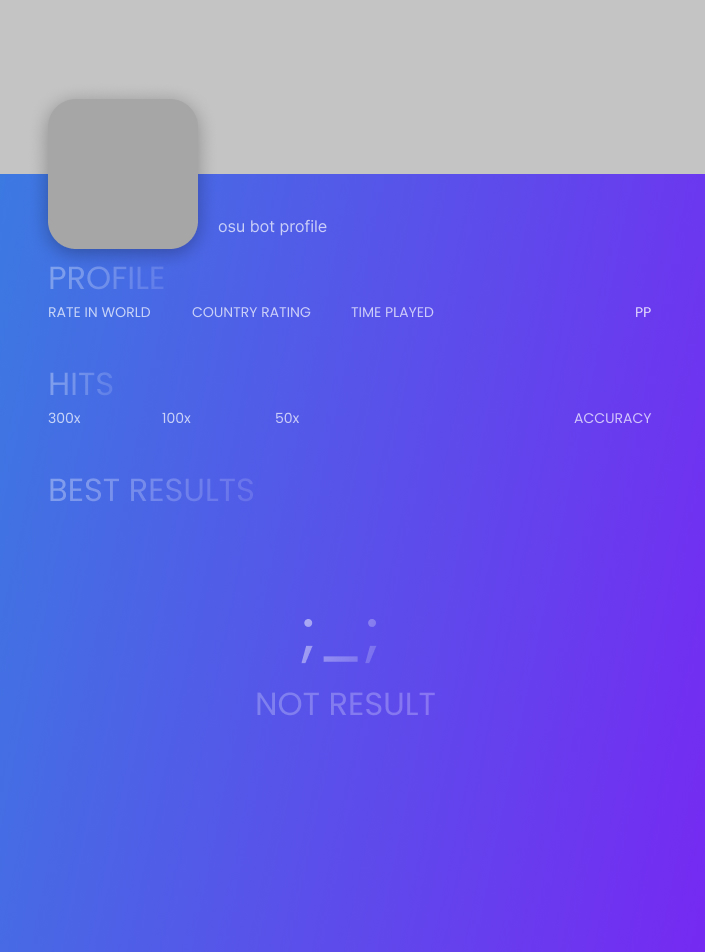 osu bot profile
PROFILE
RATE IN WORLD COUNTRY RATING TIME PLAYED PP
HITS
300x 100x 50x ACCURACY
BEST RESULTS
;_;
NOT RESULT